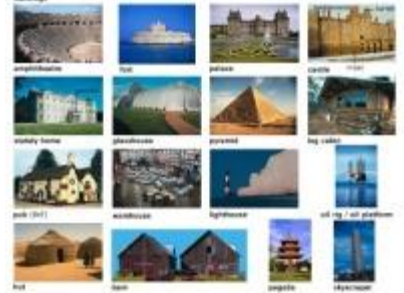 amphitheatre fort palace castle
stately home glasshouse pyramid log cabin
pub (Brit) warehouse lighthouse oil rig / oil platform
hut barn pagoda skyscraper